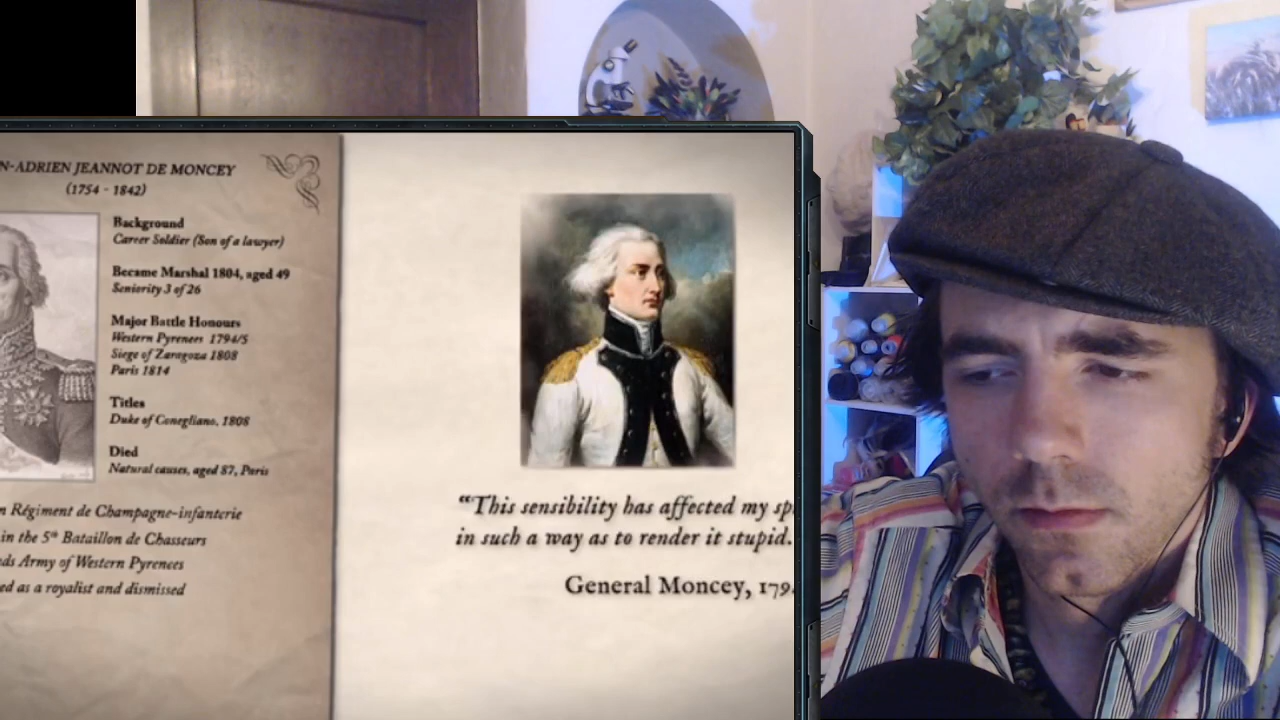 N-ADRIEN JEANNOT DE MONCEY
(1754 - 1842)
Background
Career Soldier (Son of a lawyer)
Became Marshal 1804, aged 49
Seniority 3 of 26
Major Battle Honours
Western Pyrenees 1794/5
Siege of Zaragoza 1808
Paris 1814
Titles
Duke of Conegliano, 1808
Died
Natural causes, aged 87, Paris
n Régiment de Champagne-infanterie
in the 5th Bataillon de Chasseurs
ds Army of Western Pyrenees
ed as a royalist and dismissed
“This sensibility has affected my sp
in such a way as to render it stupid.
General Moncey, 179